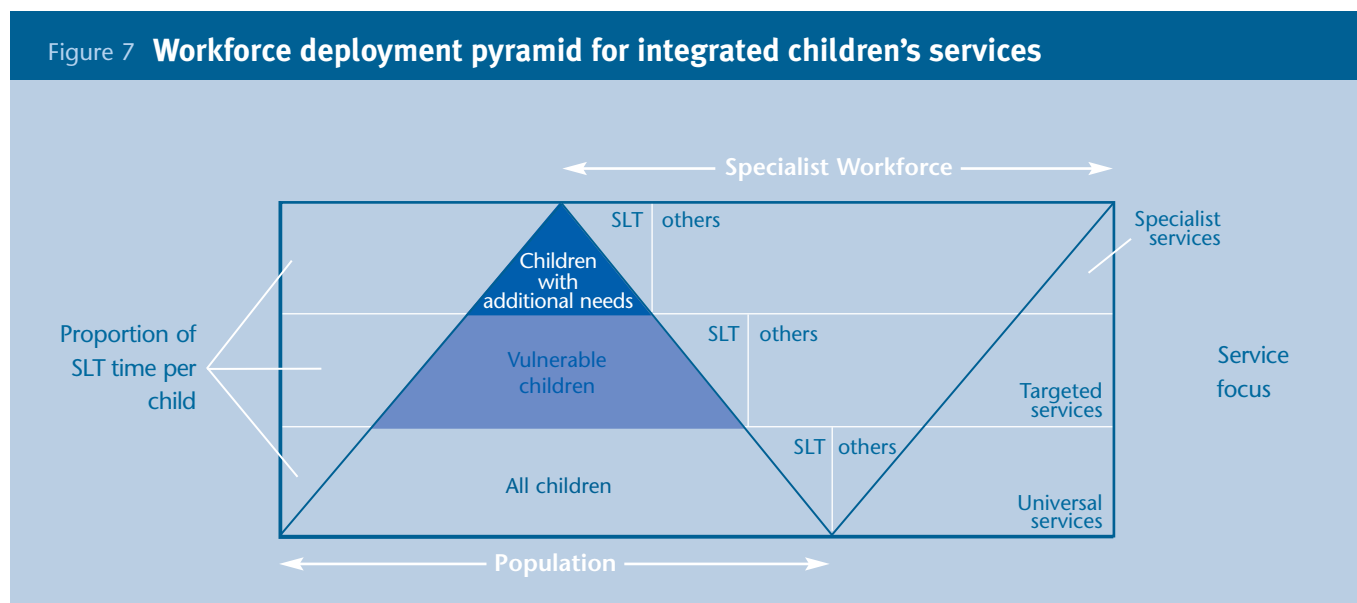 Figure 7 Workforce deployment pyramid for integrated children’s services
Specialist Workforce
SLT others
Specialist
services
Children
with
additional needs
Proportion of
SLT time per
child
SLT others
Vulnerable
children
Service
focus
Targeted
services
SLT others
All children
Universal
services
Population